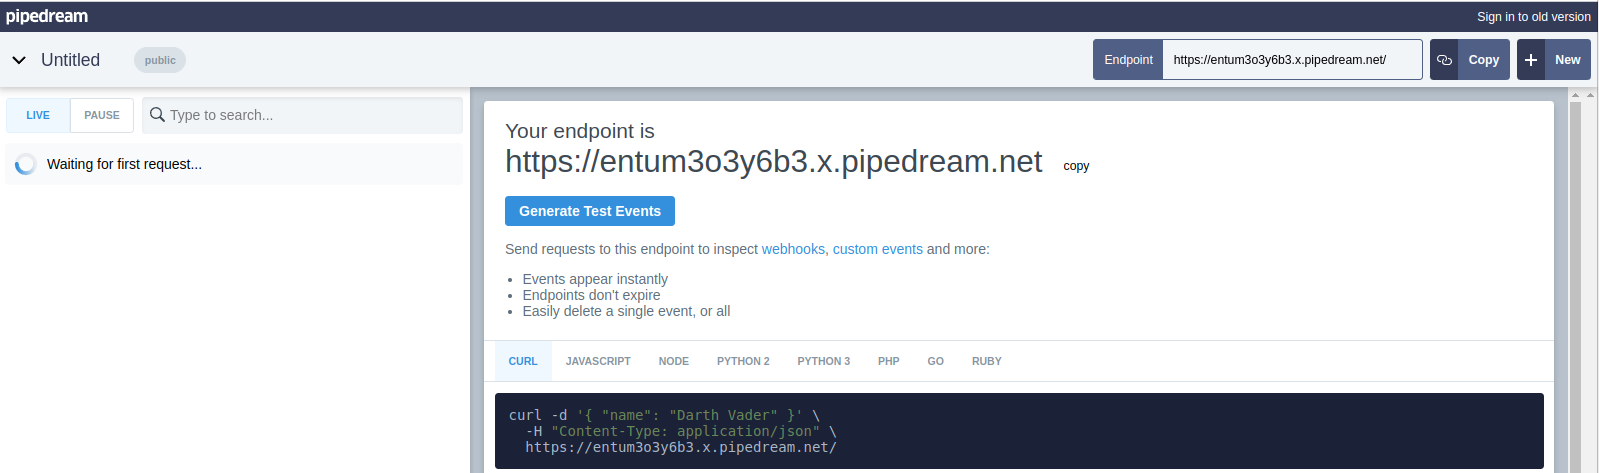 pipedream
Sign in to old version
Untitled
public
Endpoint
https://entum3o3y6b3.x.pipedream.net/
Copy
New
LIVE
PAUSE
Type to search...
Waiting for first request...
Your endpoint is
https://entum3o3y6b3.x.pipedream.net
copy
Generate Test Events
Send requests to this endpoint to inspect webhooks, custom events and more:
• Events appear instantly
• Endpoints don't expire
• Easily delete a single event, or all
CURL JAVASCRIPT NODE PYTHON 2 PYTHON 3 PHP GO RUBY
curl -d '{ "name": "Darth Vader" }' \
-H "Content-Type: application/json" \
https://entum3o3y6b3.x.pipedream.net/